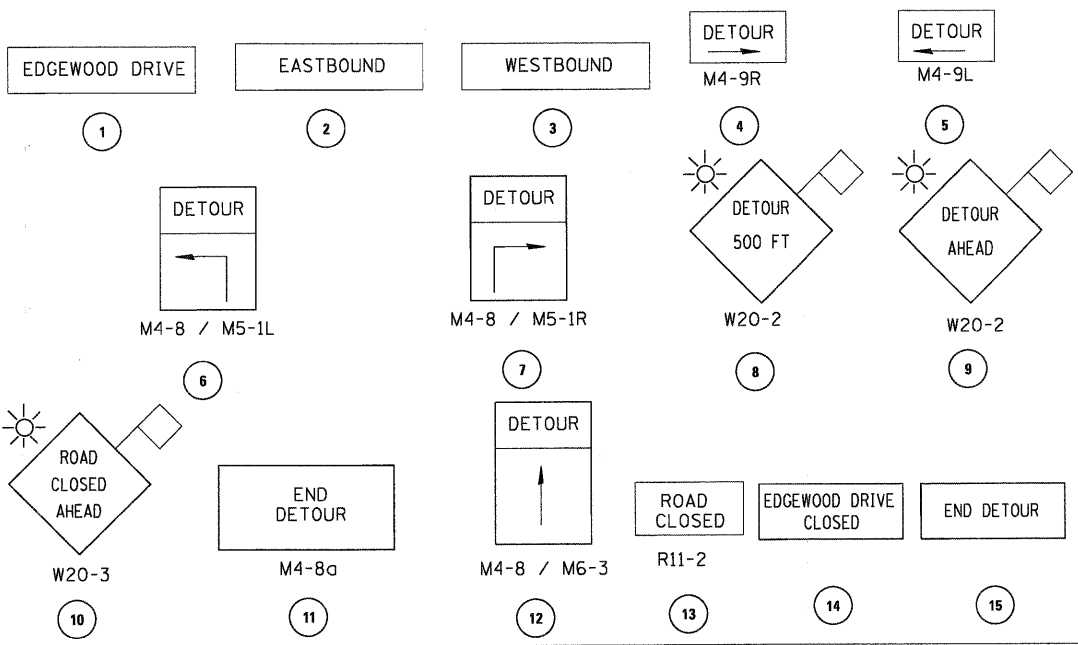 EDGEWOOD DRIVE
1
EASTBOUND
2
WESTBOUND
3
DETOUR
M4-9R
4
DETOUR
M4-9L
5
DETOUR
M4-8 / M5-1L
6
DETOUR
M4-8 / M5-1R
7
DETOUR
500 FT
W20-2
8
DETOUR
AHEAD
W20-2
9
ROAD
CLOSED
AHEAD
W20-3
10
END
DETOUR
M4-8a
11
DETOUR
M4-8 / M6-3
12
ROAD
CLOSED
R11-2
13
EDGEWOOD DRIVE
CLOSED
14
END DETOUR
15